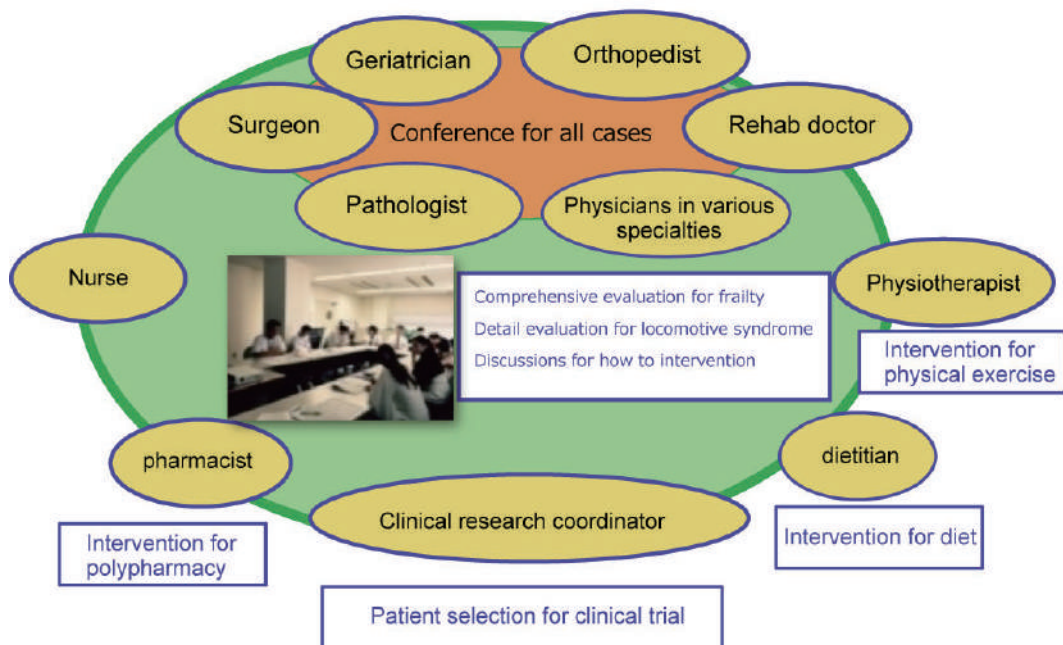 Geriatrician
Orthopedist
Surgeon
Conference for all cases
Rehab doctor
Pathologist
Physicians in various
specialties
Nurse
Comprehensive evaluation for frailty
Detail evaluation for locomotive syndrome
Discussions for how to intervention
Physiotherapist
Intervention for
physical exercise
pharmacist
dietitian
Clinical research coordinator
Intervention for
polypharmacy
Intervention for diet
Patient selection for clinical trial